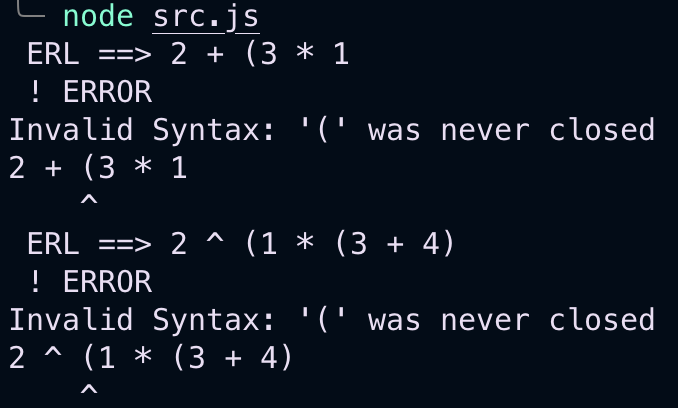 ╰─ node src.js
ERL ==> 2 + (3 * 1
! ERROR
Invalid Syntax: '(' was never closed
2 + (3 * 1
    ^
ERL ==> 2 ^ (1 * (3 + 4)
! ERROR
Invalid Syntax: '(' was never closed
2 ^ (1 * (3 + 4)
    ^